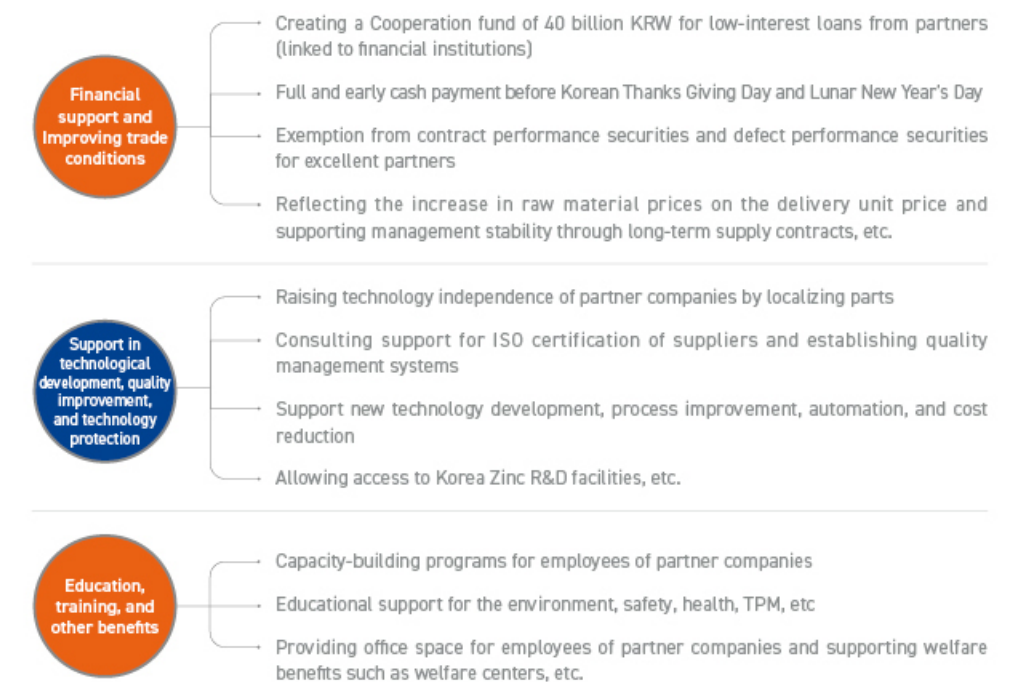 Financial
support and
Improving trade
conditions
Creating a Cooperation fund of 40 billion KRW for low-interest loans from partners
(linked to financial institutions)
Full and early cash payment before Korean Thanks Giving Day and Lunar New Year's Day
Exemption from contract performance securities and defect performance securities
for excellent partners
Reflecting the increase in raw material prices on the delivery unit price and
supporting management stability through long-term supply contracts, etc.
Support in
technological
development, quality
improvement,
and technology
protection
Raising technology independence of partner companies by localizing parts
Consulting support for ISO certification of suppliers and establishing quality
management systems
Support new technology development, process improvement, automation, and cost
reduction
Allowing access to Korea Zinc R&D facilities, etc.
Education,
training, and
other benefits
Capacity-building programs for employees of partner companies
Educational support for the environment, safety, health, TPM, etc
Providing office space for employees of partner companies and supporting welfare
benefits such as welfare centers, etc.